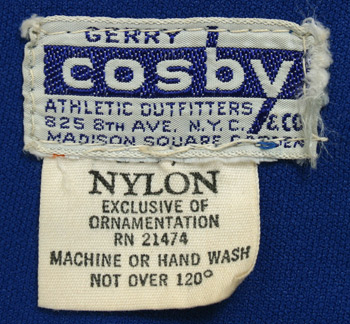 GERRY
cosby
ATHLETIC OUTFITTERS
825 8TH AVE. N.Y.C. & CO
MADISON SQUARE GARDEN
NYLON
EXCLUSIVE OF
ORNAMENTATION
RN 21474
MACHINE OR HAND WASH
NOT OVER 120°